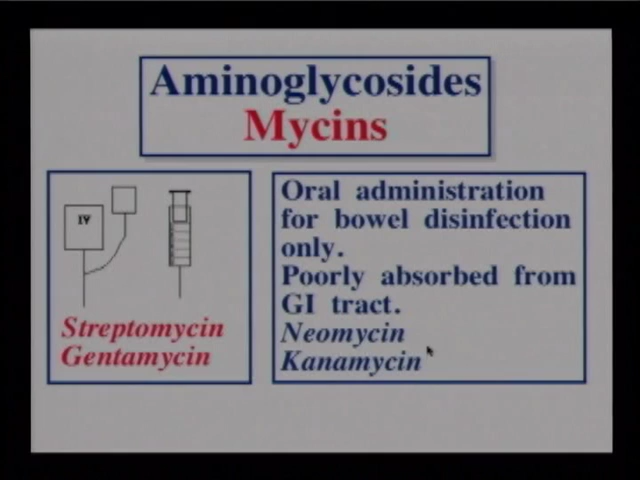 Aminoglycosides
Mycins
IV
Streptomycin
Gentamycin
Oral administration
for bowel disinfection
only.
Poorly absorbed from
GI tract.
Neomycin
Kanamycin